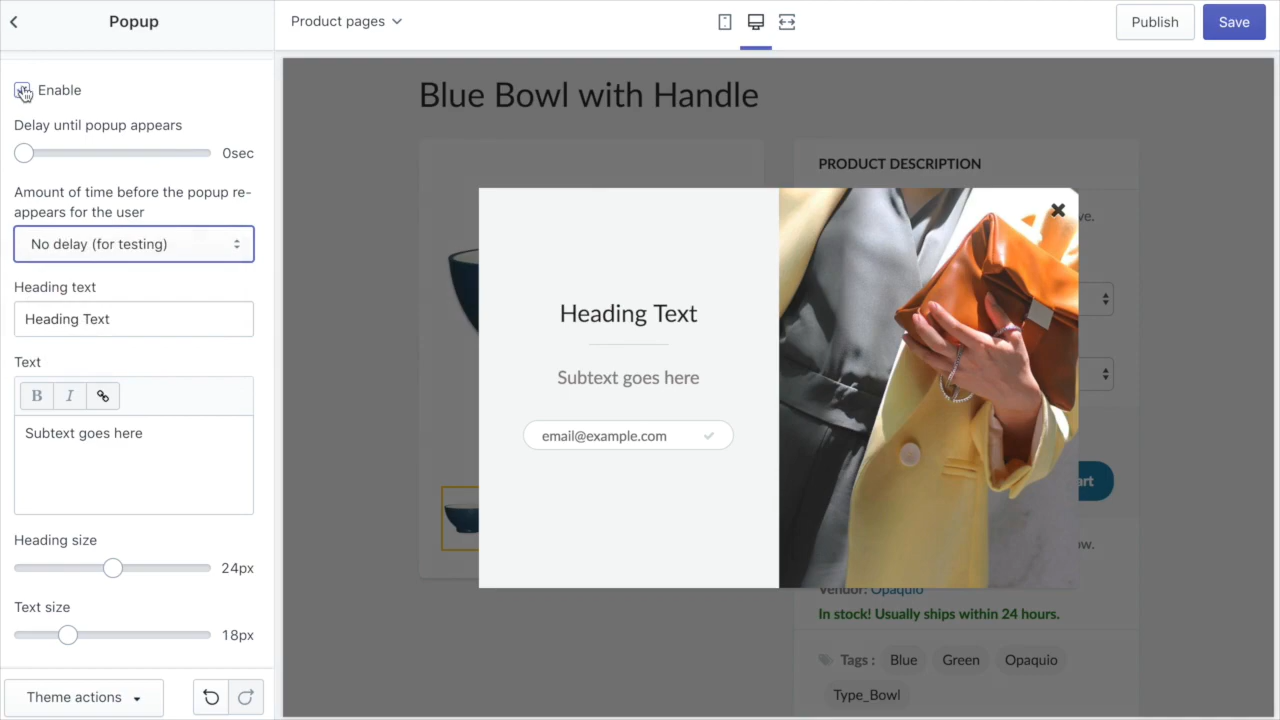 Popup
Product pages
Publish
Save
Enable
Delay until popup appears
0sec
Amount of time before the popup re-
appears for the user
No delay (for testing)
Heading text
Heading Text
Text
B I
Subtext goes here
Heading size
24px
Text size
18px
Theme actions
Blue Bowl with Handle
PRODUCT DESCRIPTION
ve.
Heading Text
Subtext goes here
email@example.com
art
ow.
Vendor: Opaquio
In stock! Usually ships within 24 hours.
Tags : Blue Green Opaquio
Type_Bowl